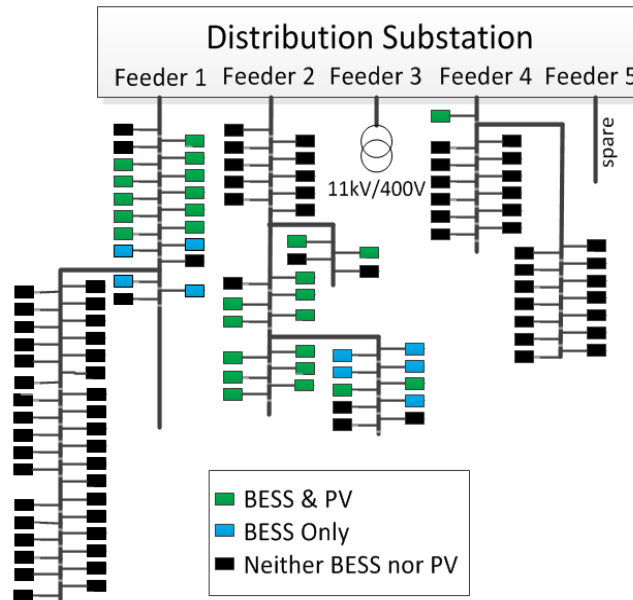 Distribution Substation
Feeder 1 Feeder 2 Feeder 3 Feeder 4 Feeder 5
spare
11kV/400V
BESS & PV
BESS Only
Neither BESS nor PV